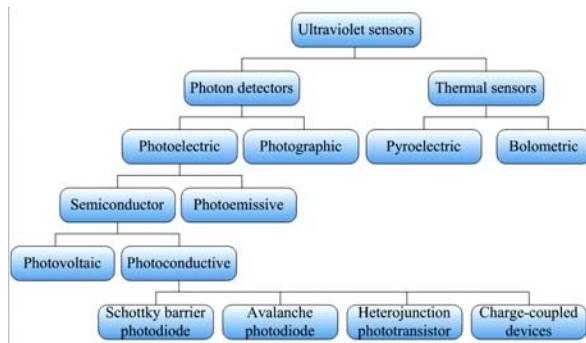 Ultraviolet sensors
Photon detectors
Thermal sensors
Photoelectric
Photographic
Pyroelectric
Bolometric
Semiconductor
Photoemissive
Photovoltaic
Photoconductive
Schottky barrier
photodiode
Avalanche
photodiode
Heterojunction
phototransistor
Charge-coupled
devices